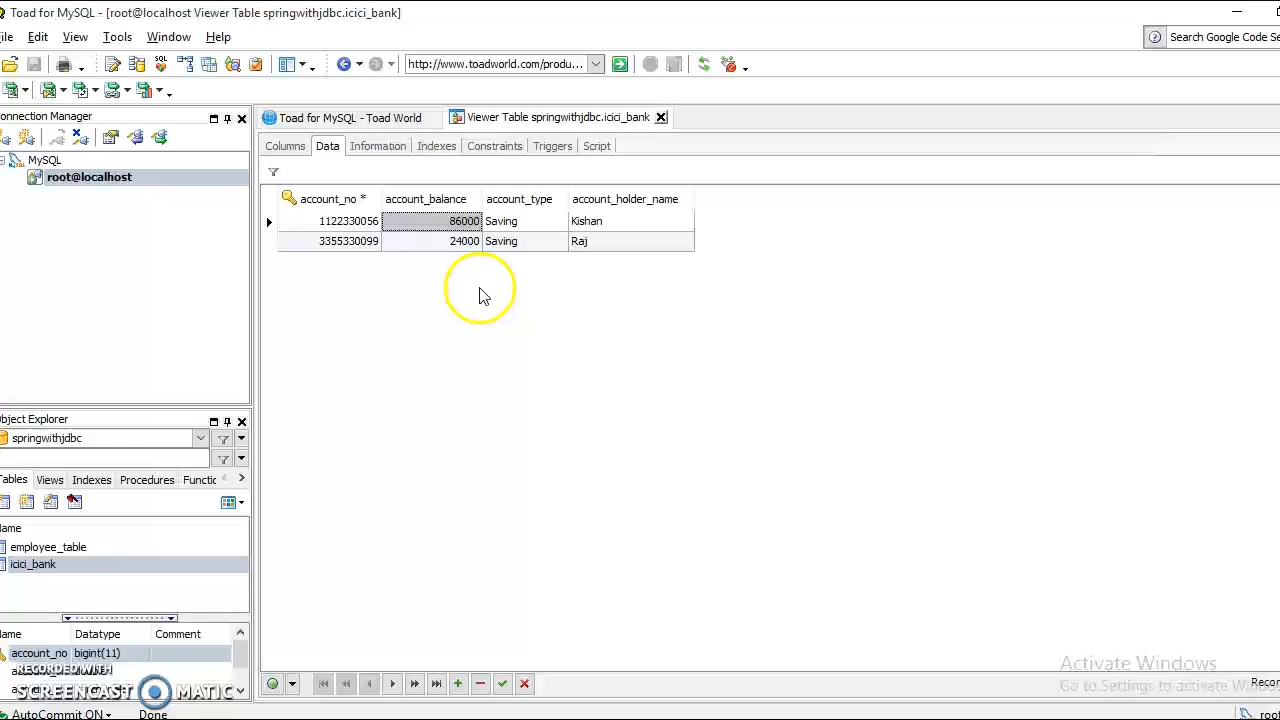 Toad for MySQL - [root@localhost Viewer Table springwithjdbc.icici_bank]
ile Edit View Tools Window Help
Search Google Code Se
http://www.toadworld.com/produ...
onnection Manager
Toad for MySQL - Toad World Viewer Table springwithjdbc.icici_bank
Columns Data Information Indexes Constraints Triggers Script
MySQL
root@localhost
account_no * account_balance account_type account_holder_name
1122330056 86000 Saving Kishan
3355330099 24000 Saving Raj
bject Explorer
springwithjdbc
ables Views Indexes Procedures Functic
ame
employee_table
icici_bank
ame Datatype Comment
account_no bigint(11)
RECORDED WITH
SCREENCAST MATIC
Activate Windows
Go to Settings to activate Window
Recor
AutoCommit ON Done
root